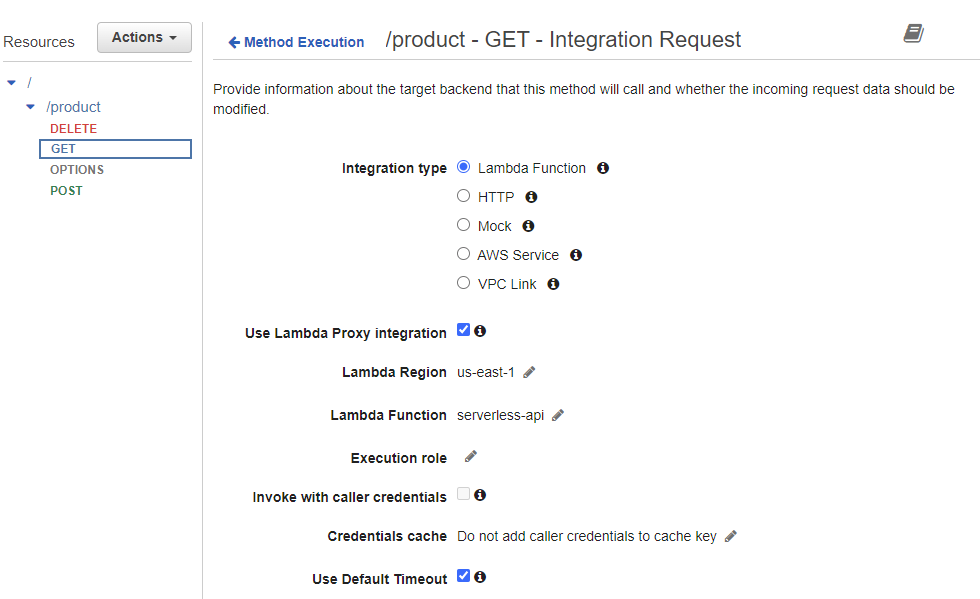 Resources
Actions
/
/product
DELETE
GET
OPTIONS
POST
Method Execution /product - GET - Integration Request
Provide information about the target backend that this method will call and whether the incoming request data should be
modified.
Integration type Lambda Function
HTTP
Mock
AWS Service
VPC Link
Use Lambda Proxy integration
Lambda Region us-east-1
Lambda Function serverless-api
Execution role
Invoke with caller credentials
Credentials cache Do not add caller credentials to cache key
Use Default Timeout